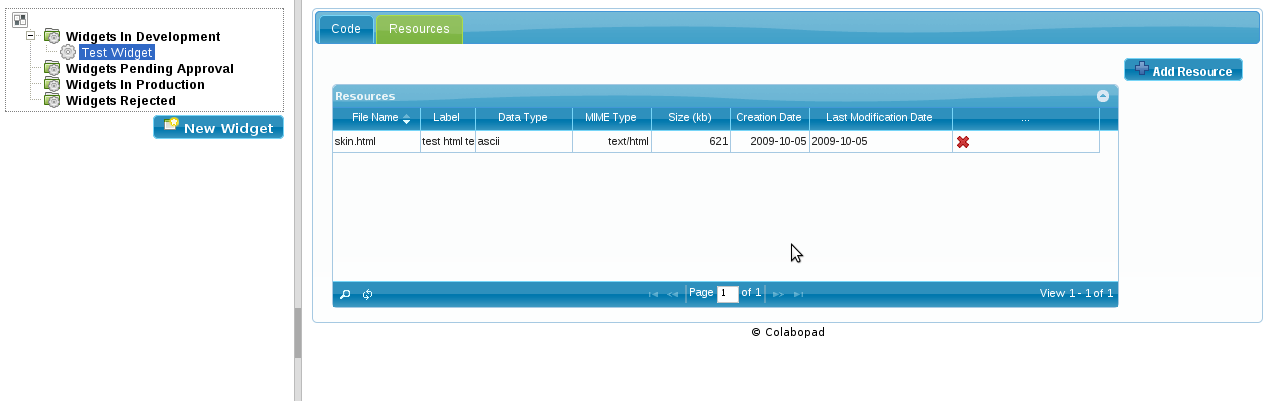 Widgets In Development
Test Widget
Widgets Pending Approval
Widgets In Production
Widgets Rejected
New Widget
Code Resources
Add Resource
Resources
File Name Label Data Type MIME Type Size (kb) Creation Date Last Modification Date ...
skin.html test html te ascii text/html 621 2009-10-05 2009-10-05
Page 1 of 1 View 1 - 1 of 1
© Colabopad